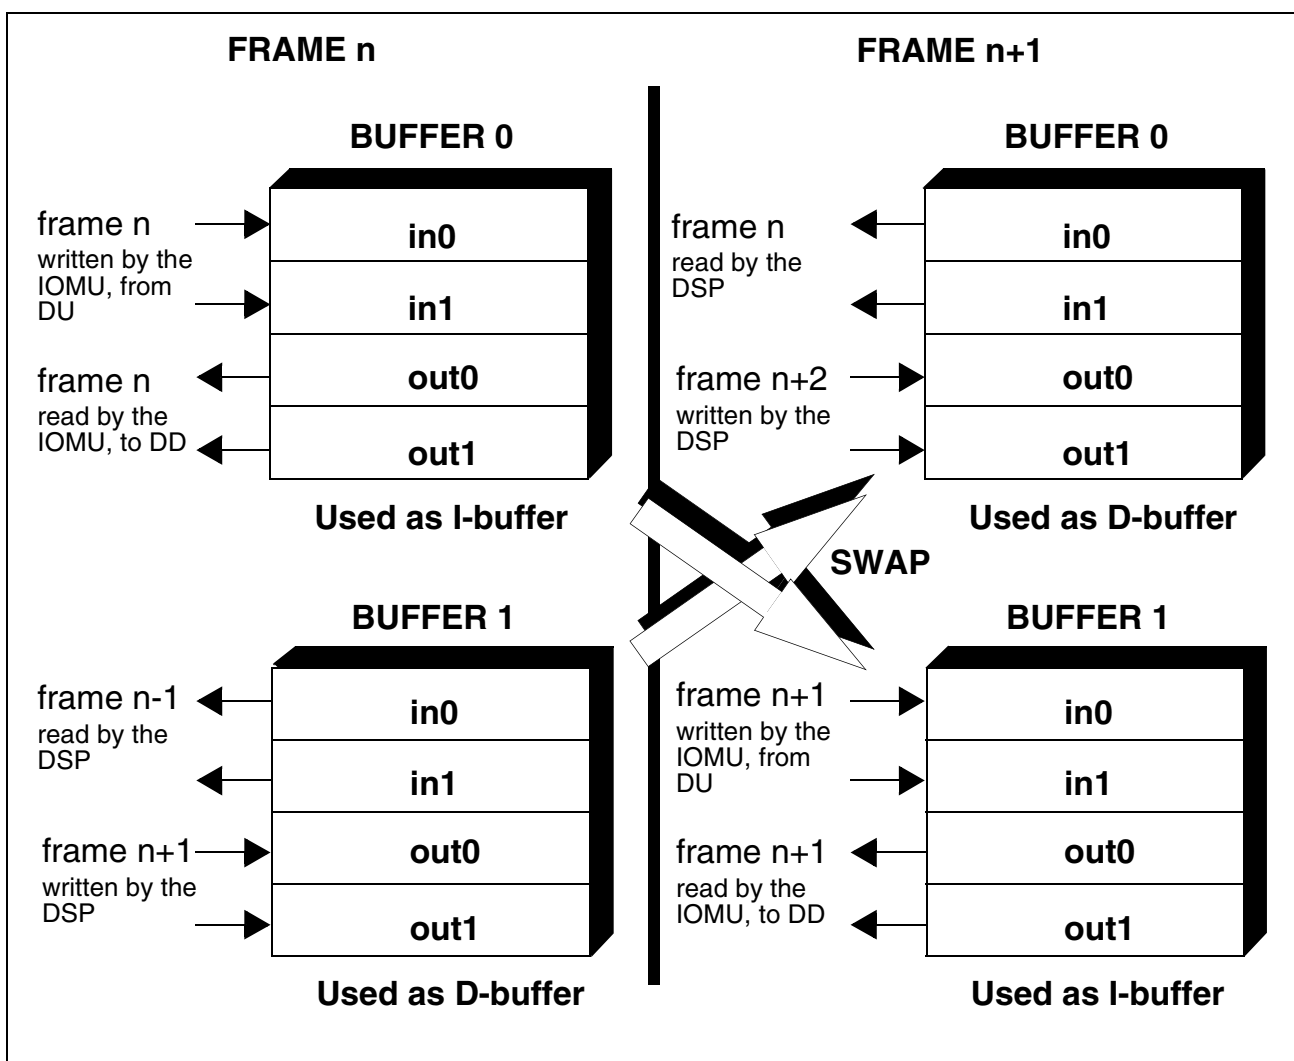 FRAME n
BUFFER 0
frame n
written by the
IOMU, from
DU
frame n
read by the
IOMU, to DD
in0
in1
out0
out1
Used as I-buffer
BUFFER 1
frame n-1
read by the
DSP
frame n+1
written by the
DSP
in0
in1
out0
out1
Used as D-buffer
SWAP
FRAME n+1
BUFFER 0
frame n
read by the
DSP
frame n+2
written by the
DSP
in0
in1
out0
out1
Used as D-buffer
BUFFER 1
frame n+1
written by the
IOMU, from
DU
frame n+1
read by the
IOMU, to DD
in0
in1
out0
out1
Used as I-buffer